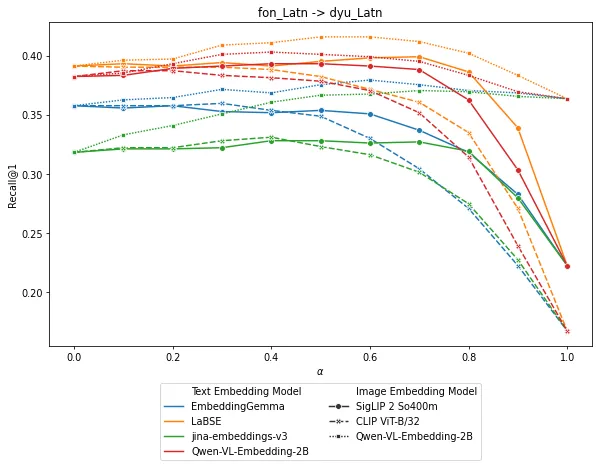 fon_Latn -> dyu_Latn
Recall@1
0.40
0.35
0.30
0.25
0.20
0.0 0.2 0.4 0.6 0.8 1.0
α
Text Embedding Model Image Embedding Model
EmbeddingGemma SigLIP 2 So400m
LaBSE CLIP ViT-B/32
jina-embeddings-v3 Qwen-VL-Embedding-2B
Qwen-VL-Embedding-2B